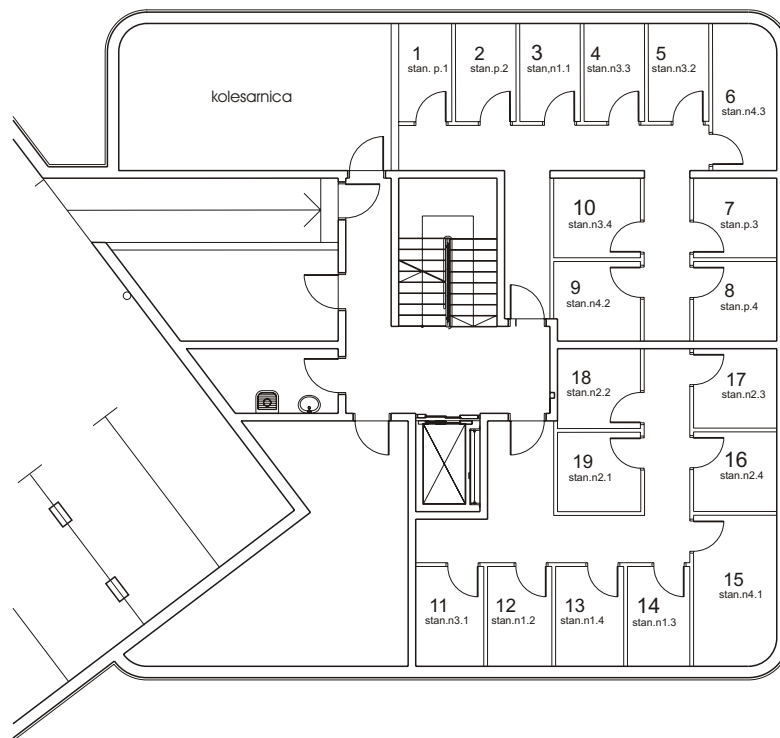 kolesarnica
1
stan. p.1
2
stan.p.2
3
stan,n1.1
4
stan.n3.3
5
stan.n3.2
6
stan.n4.3
10
stan.n3.4
7
stan.p.3
9
stan.n4.2
8
stan.p.4
18
stan.n2.2
17
stan.n2.3
19
stan.n2.1
16
stan.n2.4
15
stan.n4.1
11
stan.n3.1
12
stan.n1.2
13
stan.n1.4
14
stan.n1.3